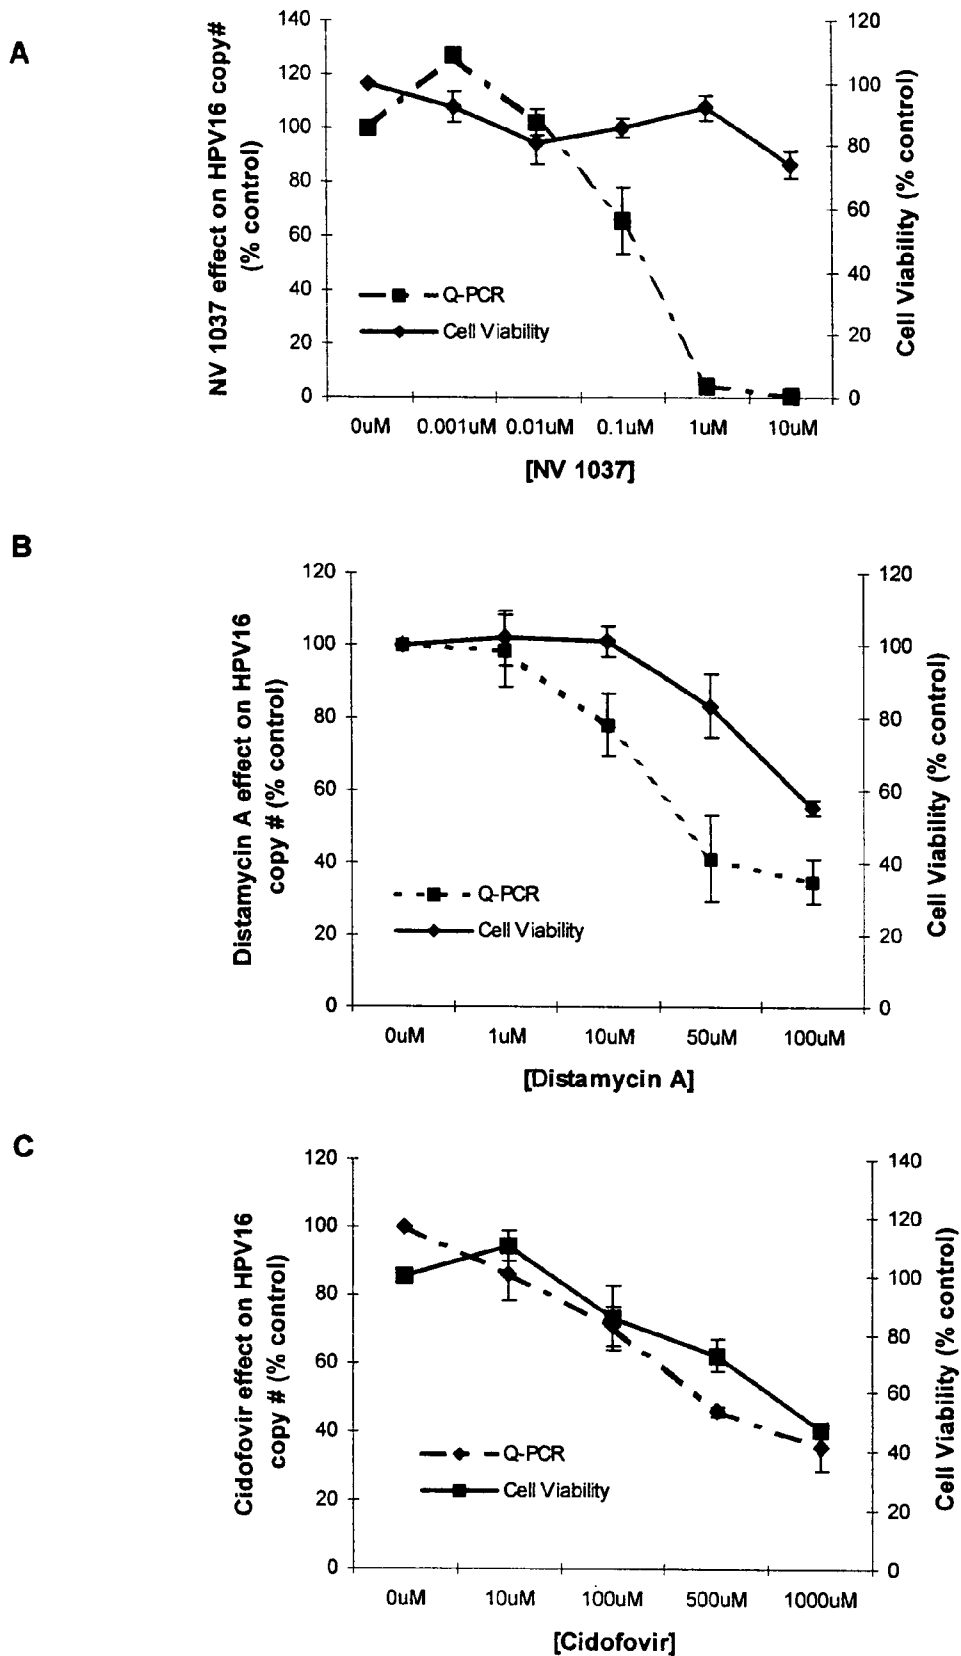 A
NV 1037 effect on HPV16 copy#
(% control)
140
120
100
80
60
40
20
0
120
100
80
60
40
20
0
Cell Viability (% control)
Q-PCR
Cell Viability
0uM 0.001uM 0.01uM 0.1uM 1uM 10uM
[NV 1037]
B
Distamycin A effect on HPV16
copy # (% control)
120
100
80
60
40
20
0
120
100
80
60
40
20
0
Cell Viability (% control)
Q-PCR
Cell Viability
0uM 1uM 10uM 50uM 100uM
[Distamycin A]
C
Cidofovir effect on HPV16
copy # (% control)
120
100
80
60
40
20
0
140
120
100
80
60
40
20
0
Cell Viability (% control)
Q-PCR
Cell Viability
0uM 10uM 100uM 500uM 1000uM
[Cidofovir]